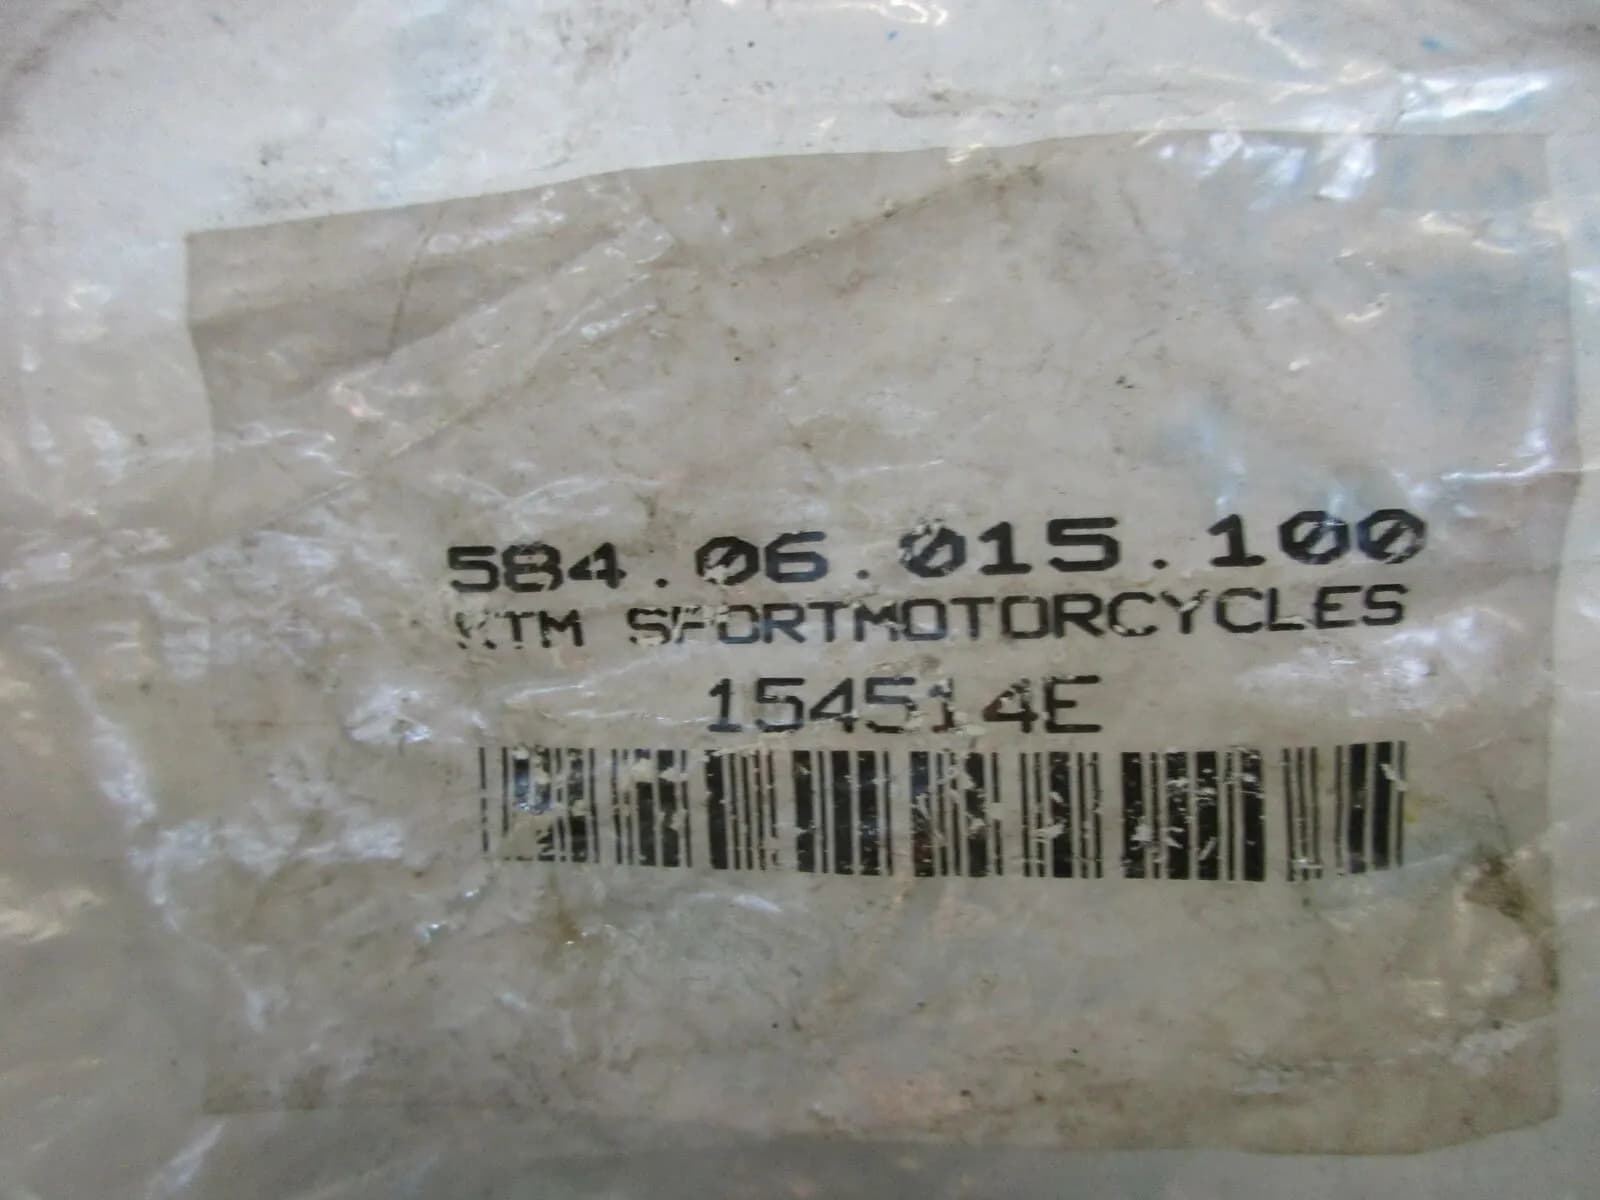 584.06.015.100
KTM SPORTMOTORCYCLES
154514E